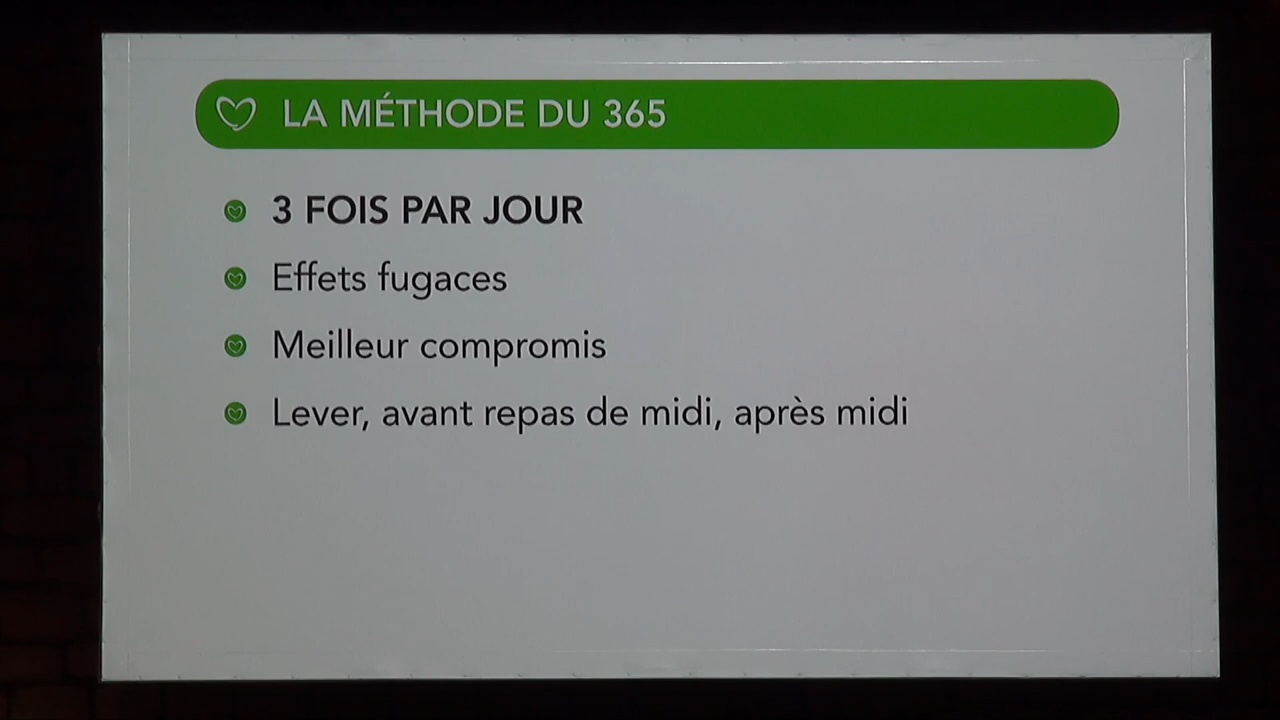 LA MÉTHODE DU 365
3 FOIS PAR JOUR
Effets fugaces
Meilleur compromis
Lever, avant repas de midi, après midi